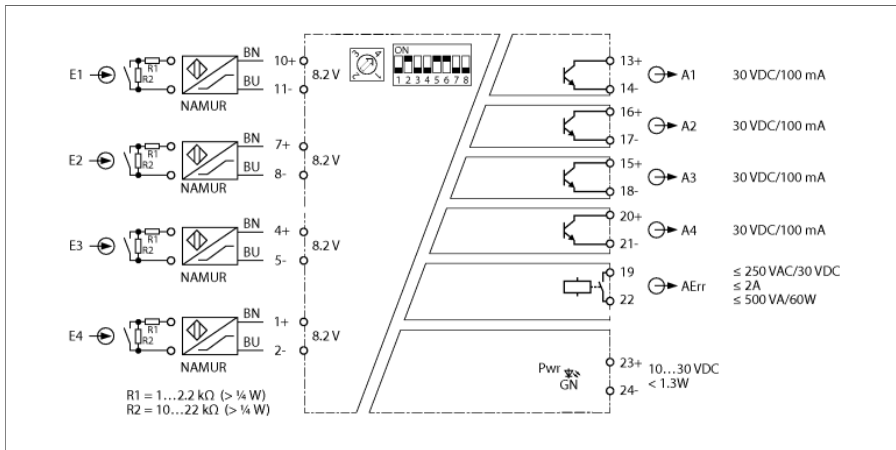 E1
R1
R2
BN
10+
BU
11-
NAMUR
8.2 V
E2
R1
R2
BN
7+
BU
8-
NAMUR
8.2 V
E3
R1
R2
BN
4+
BU
5-
NAMUR
8.2 V
E4
R1
R2
BN
1+
BU
2-
NAMUR
8.2 V
R1 = 1...2.2 kΩ (> ¼ W)
R2 = 10...22 kΩ (> ¼ W)
ON
1 2 3 4 5 6 7 8
13+
14-
A1
30 VDC/100 mA
16+
17-
A2
30 VDC/100 mA
15+
18-
A3
30 VDC/100 mA
20+
21-
A4
30 VDC/100 mA
19
22
AErr
≤ 250 VAC/30 VDC
≤ 2A
≤ 500 VA/60W
Pwr
GN
23+
24-
10...30 VDC
< 1.3W